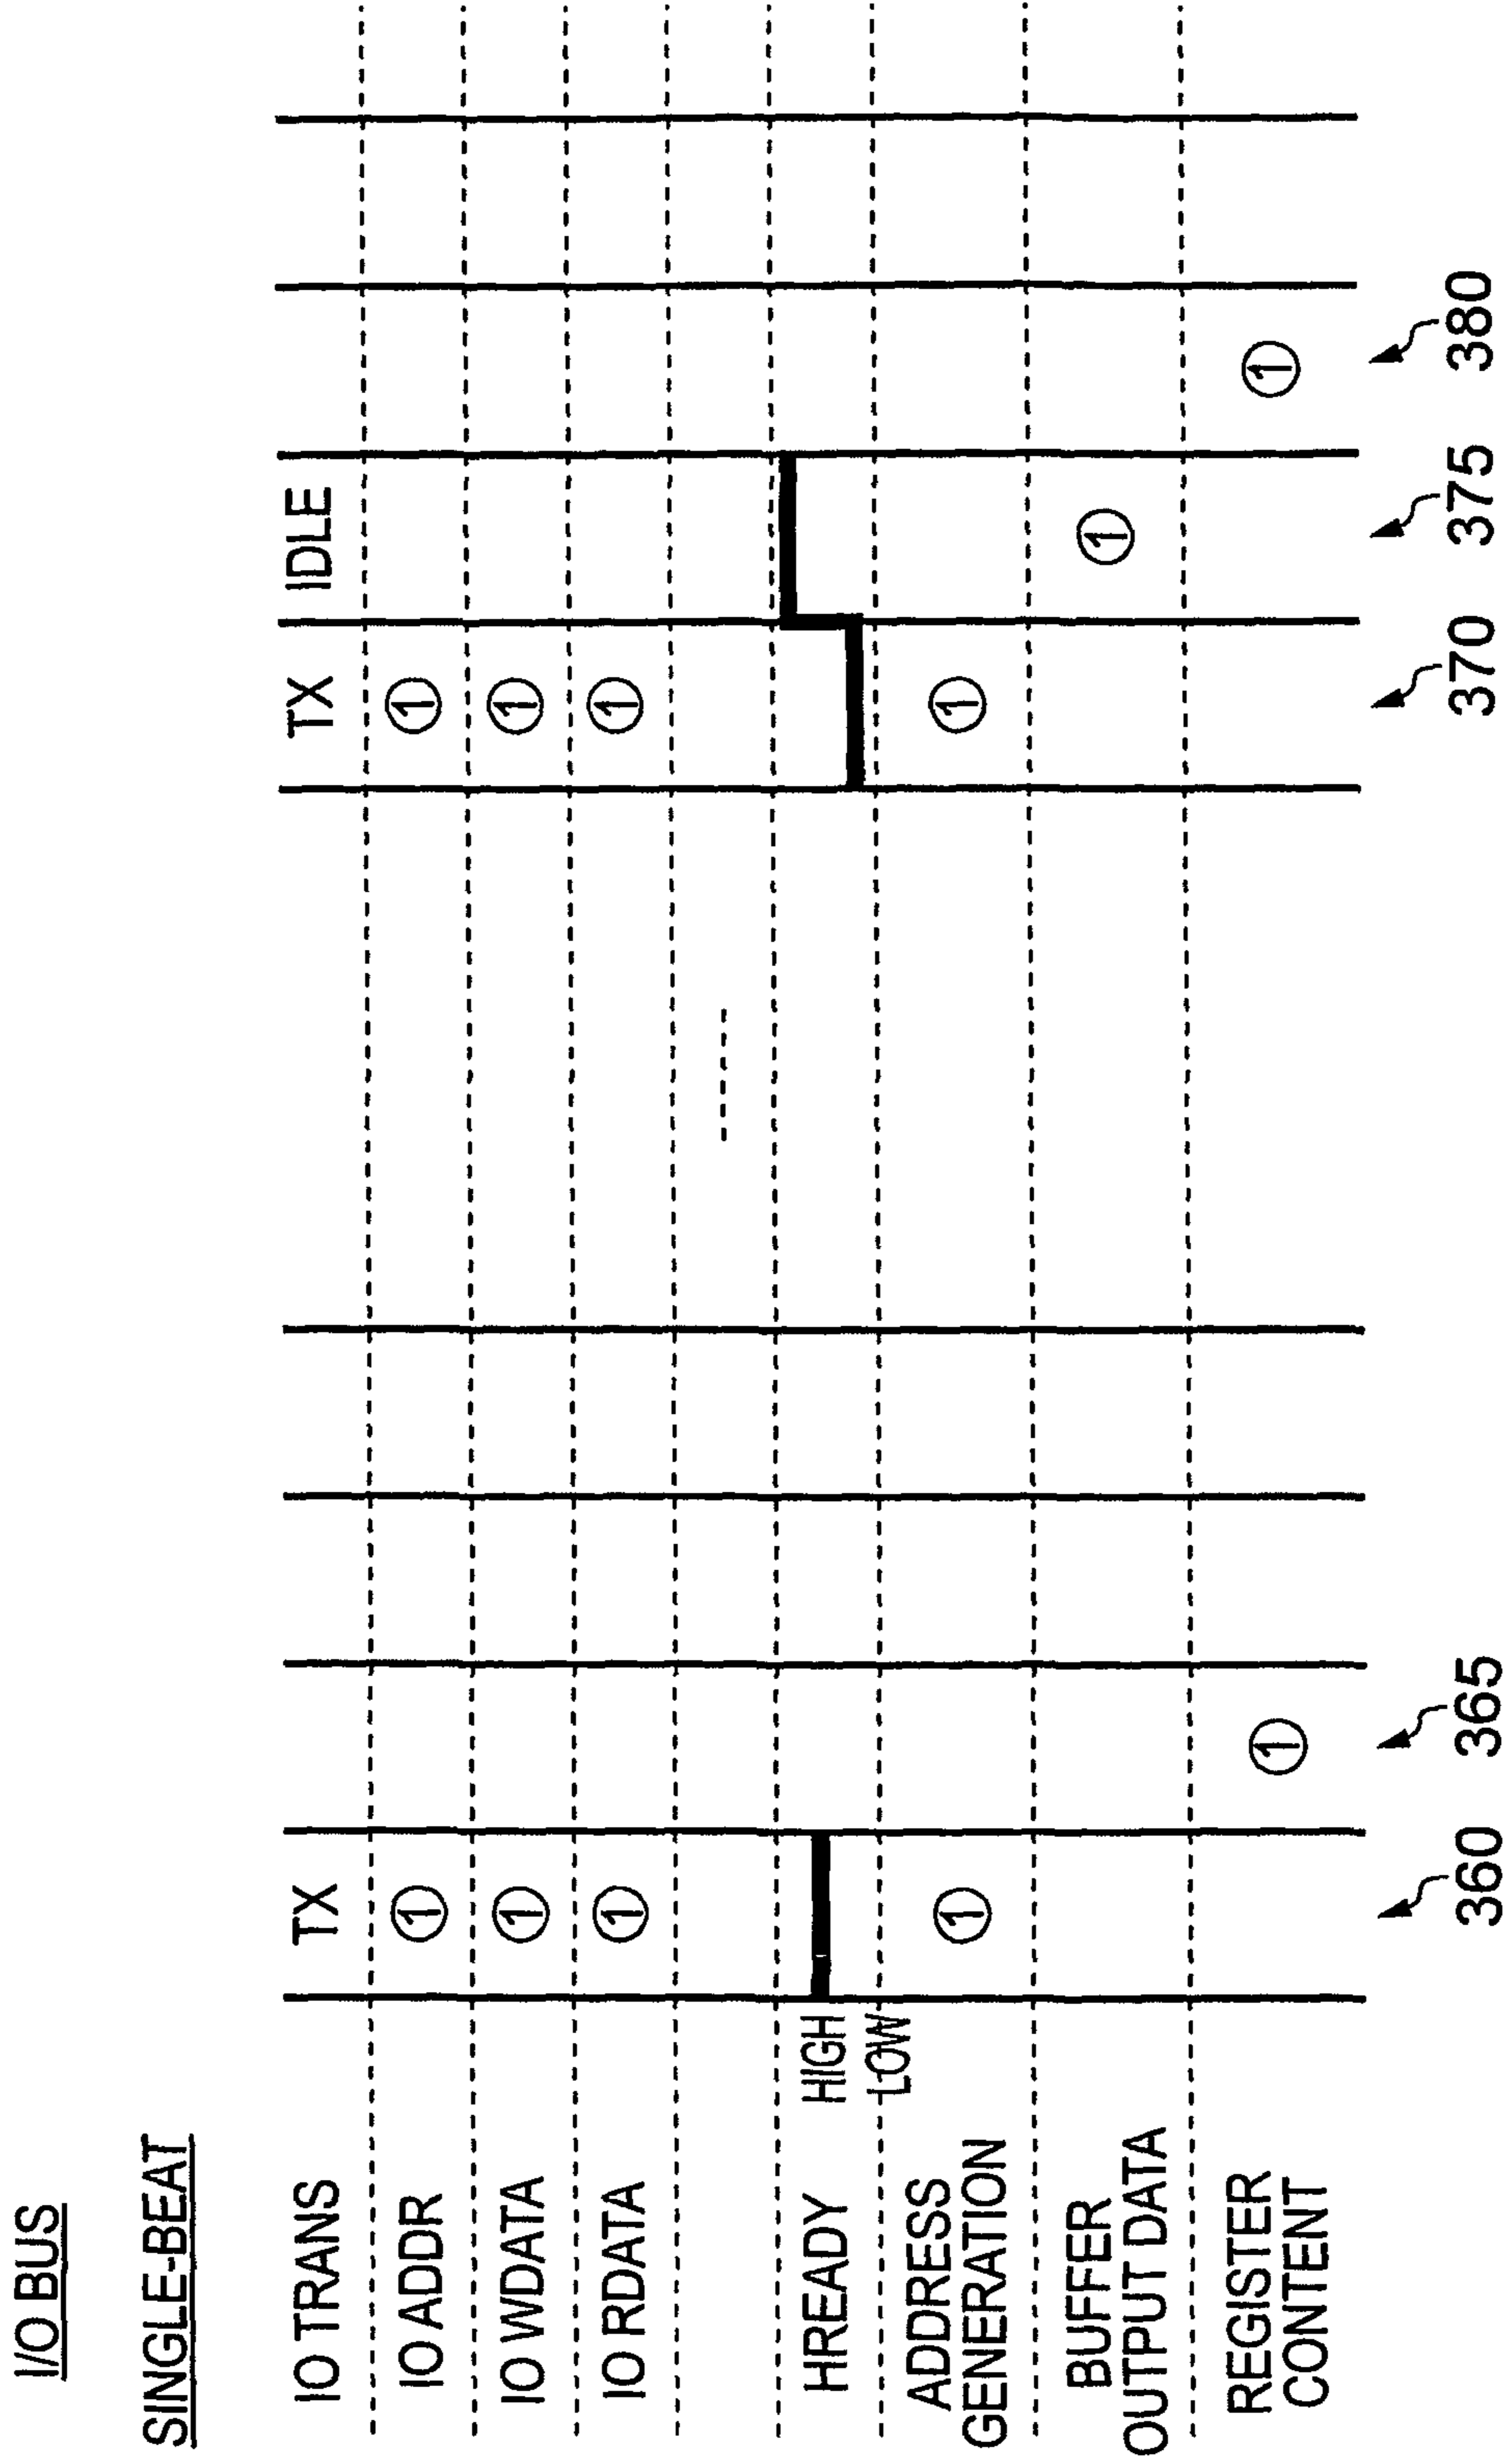 I/O BUS
SINGLE-BEAT
IO TRANS TX TX IDLE
IO ADDR 1 1
IO WDATA 1 1
IO RDATA 1 1
HREADY HIGH
LOW
ADDRESS
GENERATION 1 1
BUFFER
OUTPUT DATA 1
REGISTER
CONTENT 1 1
360 365 370 375 380